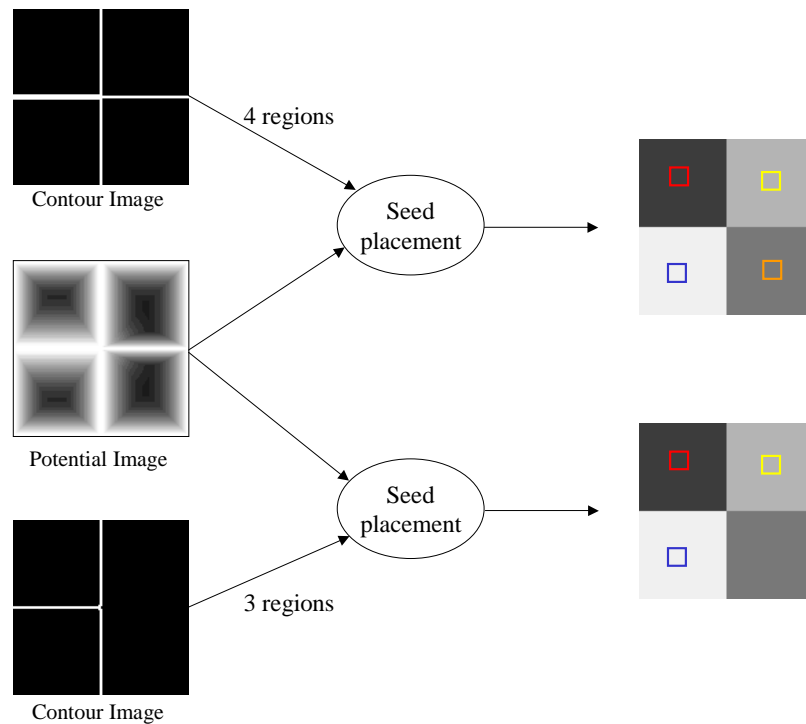 Contour Image
4 regions
Seed
placement
Potential Image
Seed
placement
3 regions
Contour Image